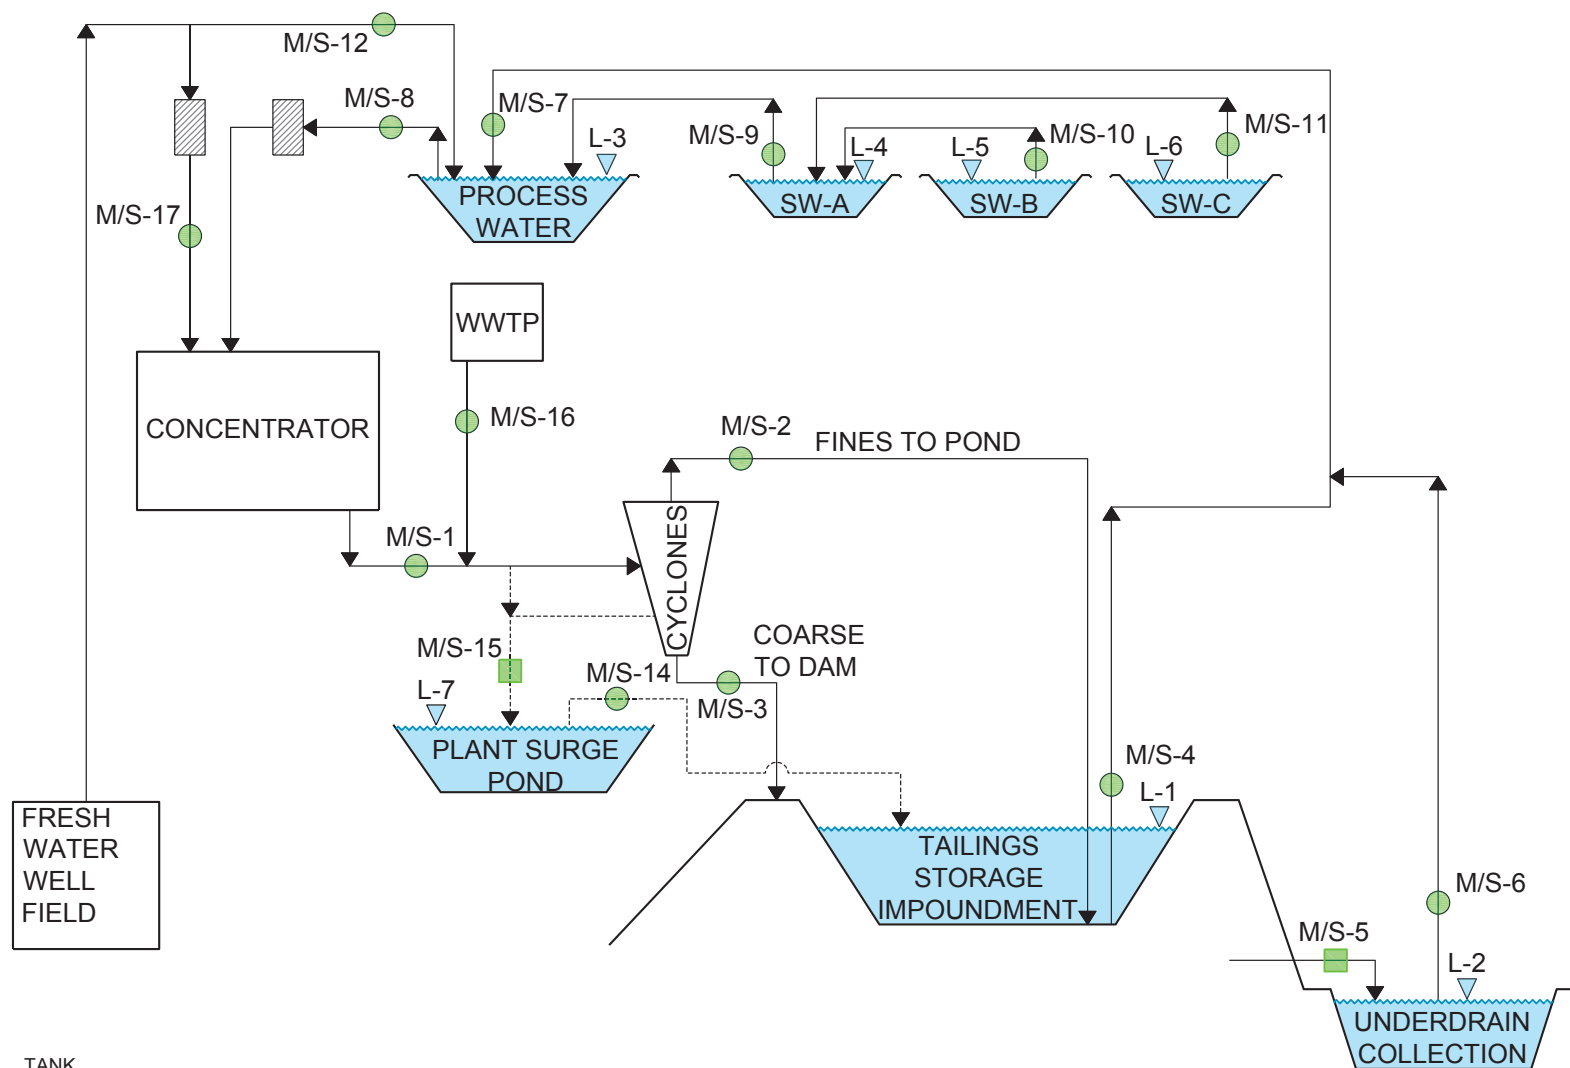 M/S-12
M/S-8
M/S-7
M/S-9
M/S-10
M/S-11
L-3
L-4
L-5
L-6
PROCESS
WATER
SW-A
SW-B
SW-C
M/S-17
WWTP
CONCENTRATOR
M/S-16
M/S-2
FINES TO POND
M/S-1
CYCLONES
COARSE
TO DAM
M/S-15
M/S-14
M/S-3
L-7
PLANT SURGE
POND
M/S-4
L-1
FRESH
WATER
WELL
FIELD
TAILINGS
STORAGE
IMPOUNDMENT
M/S-6
M/S-5
L-2
UNDERDRAIN
COLLECTION
TANK